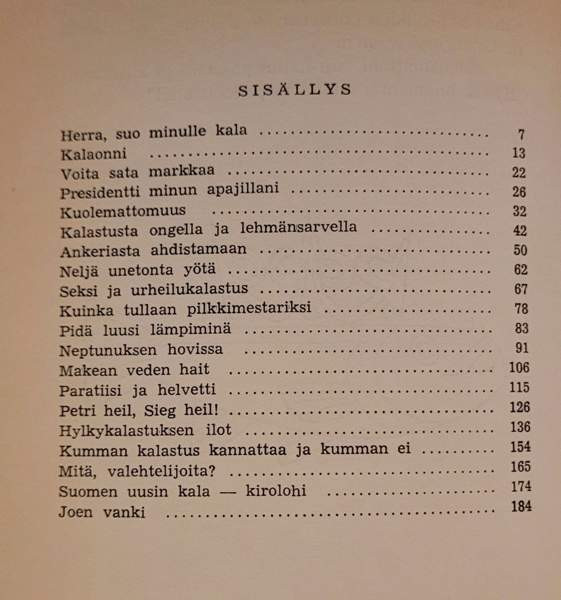 SISÄLLYS
Herra, suo minulle kala ........................ 7
Kalaonni ........................ 13
Voita sata markkaa ........................ 22
Presidentti minun apajillani ........................ 26
Kuolemattomuus ........................ 32
Kalastusta ongella ja lehmänsarvella ........................ 42
Ankeriasta ahdistamaan ........................ 50
Neljä unetonta yötä ........................ 62
Seksi ja urheilukalastus ........................ 67
Kuinka tullaan pilkkimestariksi ........................ 78
Pidä luusi lämpiminä ........................ 83
Neptunuksen hovissa ........................ 91
Makean veden hait ........................ 106
Paratiisi ja helvetti ........................ 115
Petri heil, Sieg heil! ........................ 126
Hylkykalastuksen ilot ........................ 136
Kumman kalastus kannattaa ja kumman ei .......... 154
Mitä, valehtelijoita? ........................ 165
Suomen uusin kala — kirolohi ........................ 174
Joen vanki ........................ 184